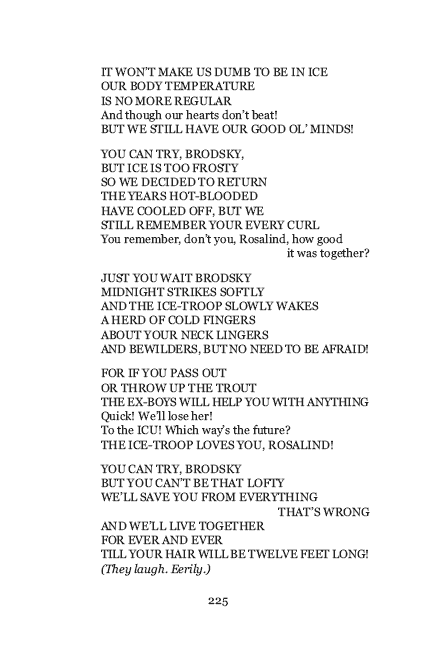 IT WON'T MAKE US DUMB TO BE IN ICE
OUR BODY TEMPERATURE
IS NO MORE REGULAR
And though our hearts don't beat!
BUT WE STILL HAVE OUR GOOD OL' MINDS!
YOU CAN TRY, BRODSKY,
BUT ICE IS TOO FROSTY
SO WE DECIDED TO RETURN
THE YEARS HOT-BLOODED
HAVE COOLED OFF, BUT WE
STILL REMEMBER YOUR EVERY CURL
You remember, don't you, Rosalind, how good
it was together?
JUST YOU WAIT BRODSKY
MIDNIGHT STRIKES SOFTLY
AND THE ICE-TROOP SLOWLY WAKES
A HERD OF COLD FINGERS
ABOUT YOUR NECK LINGERS
AND BEWILDERS, BUT NO NEED TO BE AFRAID!
FOR IF YOU PASS OUT
OR THROW UP THE TROUT
THE EX-BOYS WILL HELP YOU WITH ANYTHING
Quick! We'll lose her!
To the ICU! Which way's the future?
THE ICE-TROOP LOVES YOU, ROSALIND!
YOU CAN TRY, BRODSKY
BUT YOU CAN'T BE THAT LOFTY
WE'LL SAVE YOU FROM EVERYTHING
THAT'S WRONG
AND WE'LL LIVE TOGETHER
FOR EVER AND EVER
TILL YOUR HAIR WILL BE TWELVE FEET LONG!
(They laugh. Eerily.)
225